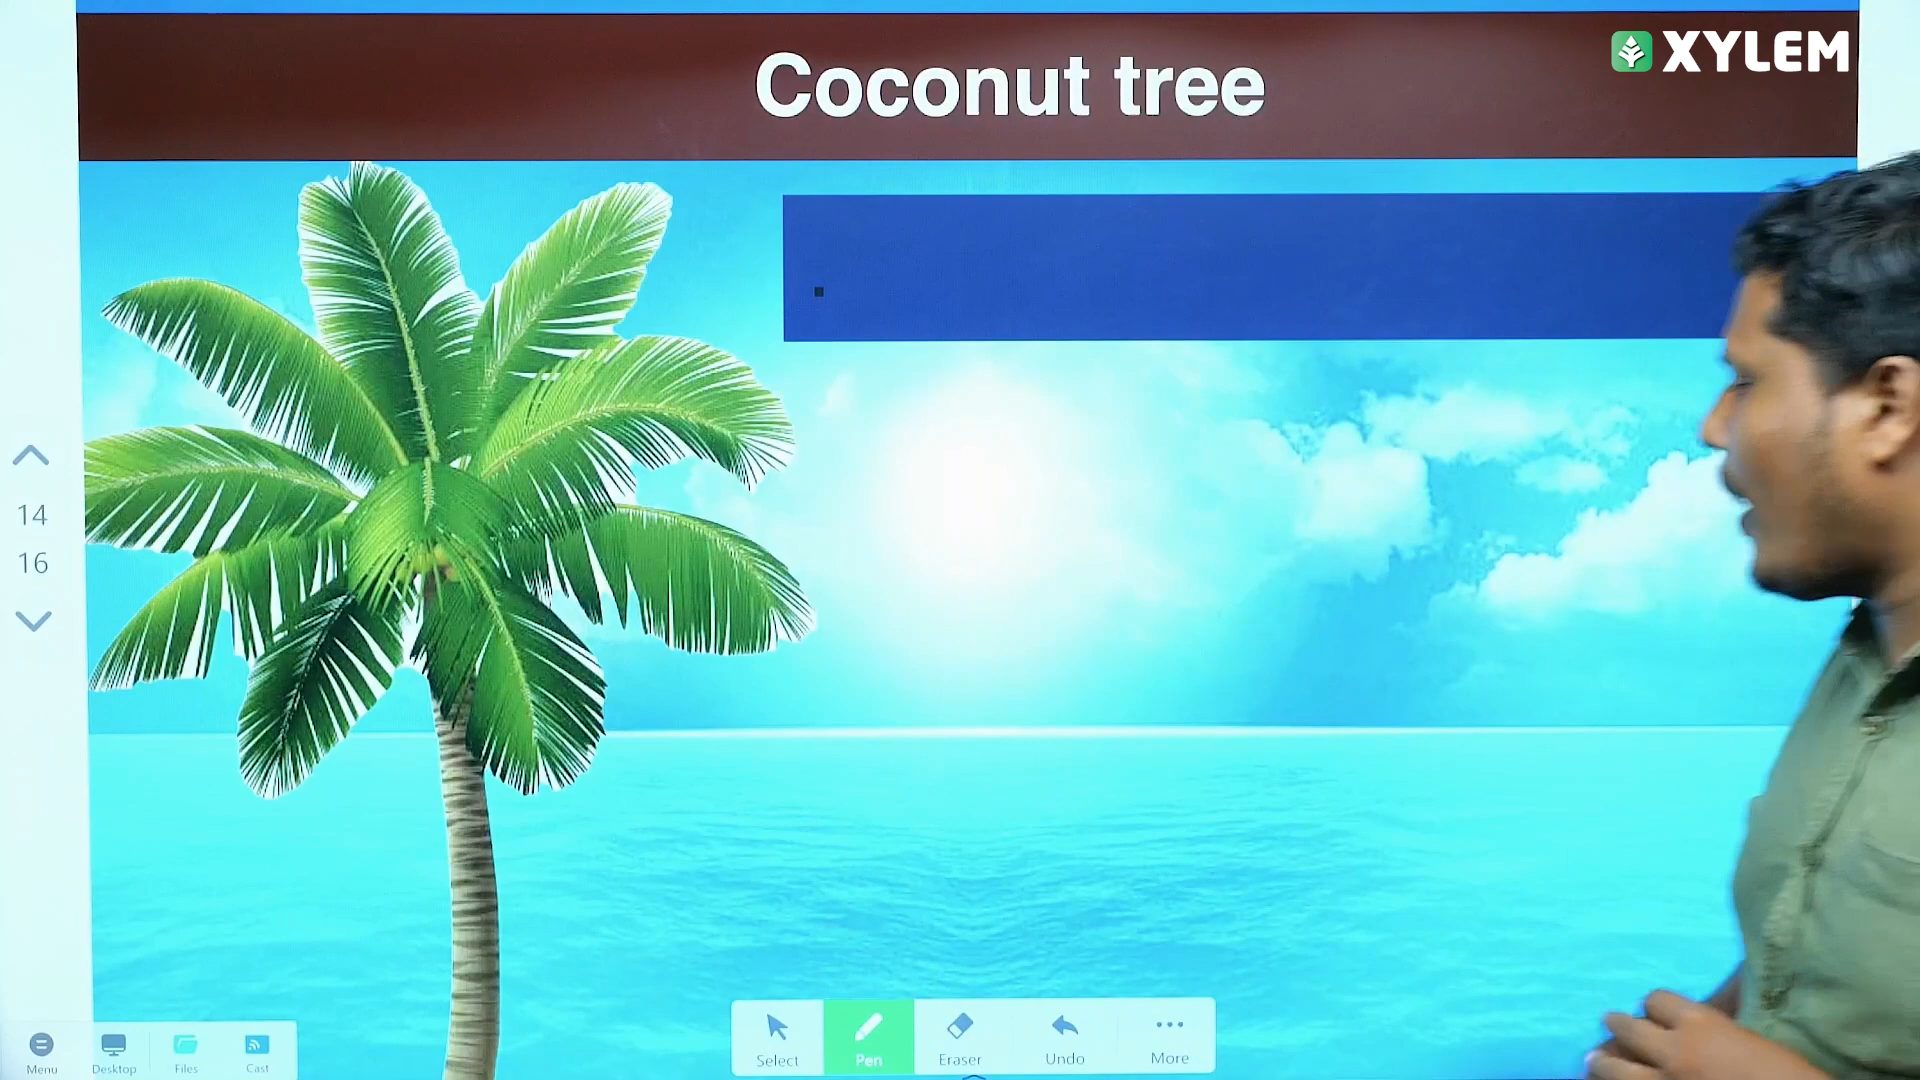 XYLEM
Coconut tree
14
16
Menu
Desktop
Files
Cast
Select
Pen
Eraser
Undo
More